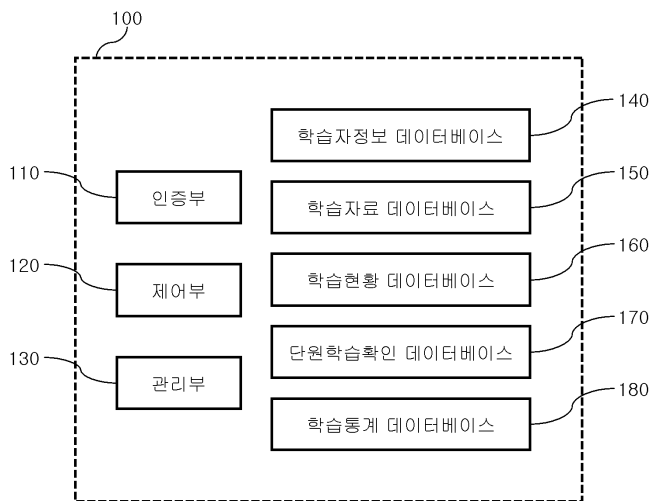 100
학습자정보 데이터베이스
140
110
인증부
학습자료 데이터베이스
150
120
제어부
학습현황 데이터베이스
160
130
관리부
단원학습확인 데이터베이스
170
학습통계 데이터베이스
180